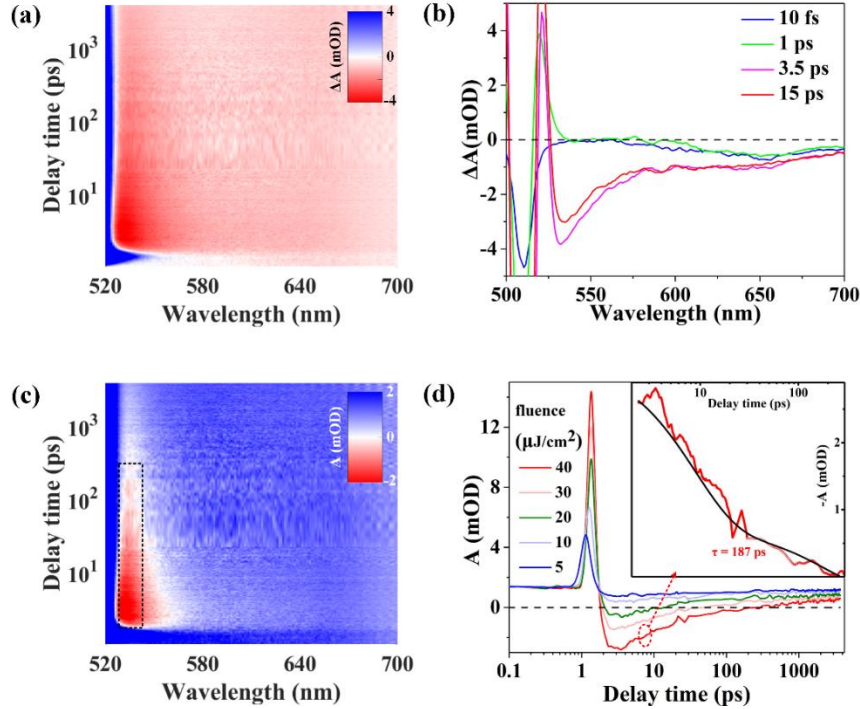 (a)
Delay time (ps)
10³
10²
10¹
ΔA (mOD)
4
0
-4
520 580 640 700
Wavelength (nm)
(b)
ΔA(mOD)
4
2
0
-2
-4
10 fs
1 ps
3.5 ps
15 ps
500 550 600 650 700
Wavelength (nm)
(c)
Delay time (ps)
10³
10²
10¹
A (mOD)
2
0
-2
520 580 640 700
Wavelength (nm)
(d)
A (mOD)
12
8
4
0
fluence
(μJ/cm²)
40
30
20
10
5
10 100
Delay time (ps)
0
-1
-2
-A (mOD)
τ = 187 ps
0.1 1 10 100 1000
Delay time (ps)